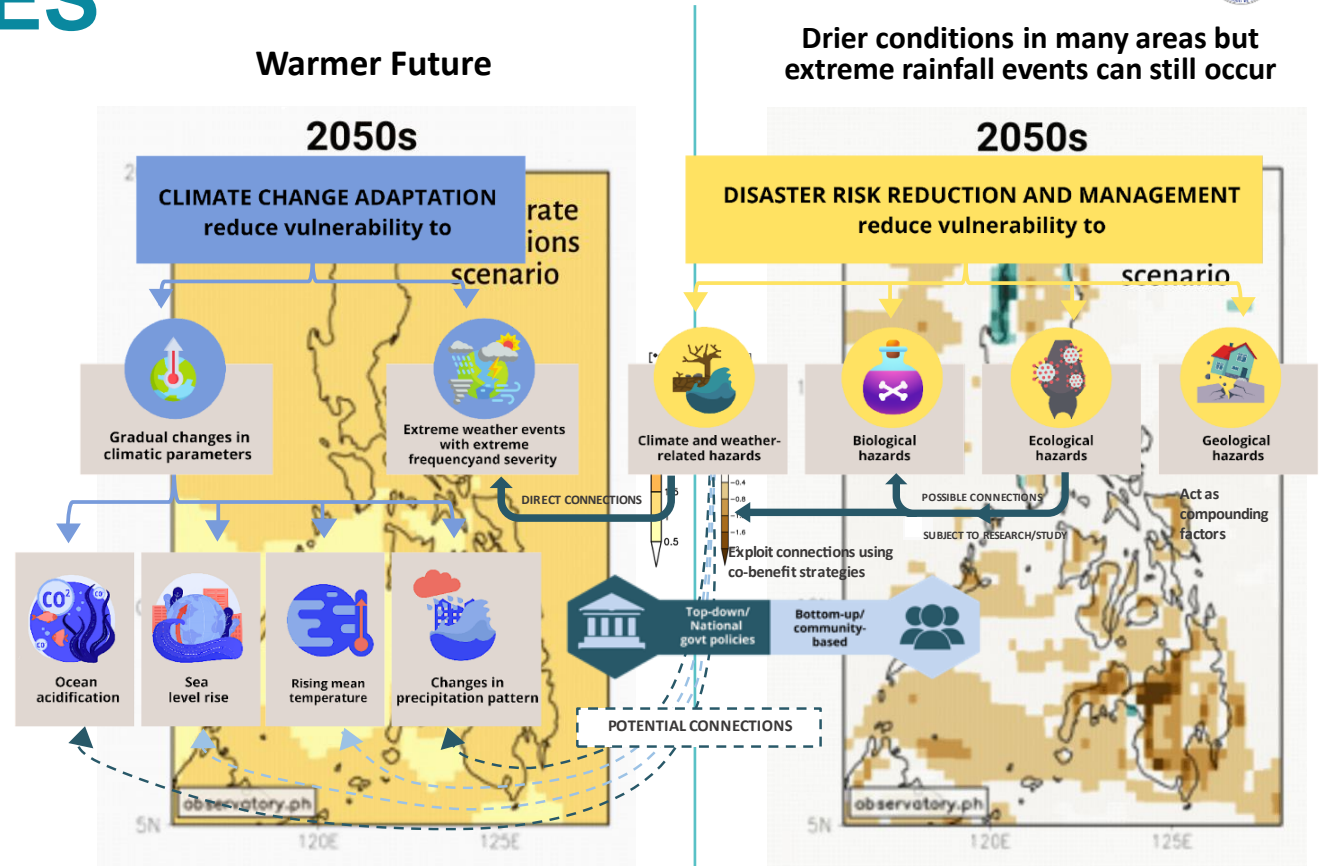 ES
Warmer Future
Drier conditions in many areas but
extreme rainfall events can still occur
2050s
2050s
CLIMATE CHANGE ADAPTATION
reduce vulnerability to
DISASTER RISK REDUCTION AND MANAGEMENT
reduce vulnerability to
rate
ions
scenario
scenario
Gradual changes in
climatic parameters
Extreme weather events
with extreme
frequencyand severity
Climate and weather-
related hazards
Biological
hazards
Ecological
hazards
Geological
hazards
DIRECT CONNECTIONS
POSSIBLE CONNECTIONS
SUBJECT TO RESEARCH/STUDY
Act as
compounding
factors
0.5
-0.4
-0.8
-1.6
Exploit connections using
co-benefit strategies
Top-down/
National
govt policies
Bottom-up/
community-
based
CO2
CO
CO
Ocean
acidification
Sea
level rise
Rising mean
temperature
Changes in
precipitation pattern
POTENTIAL CONNECTIONS
observatory.ph
observatory.ph
5N
120E
125E
5N
120E
125E